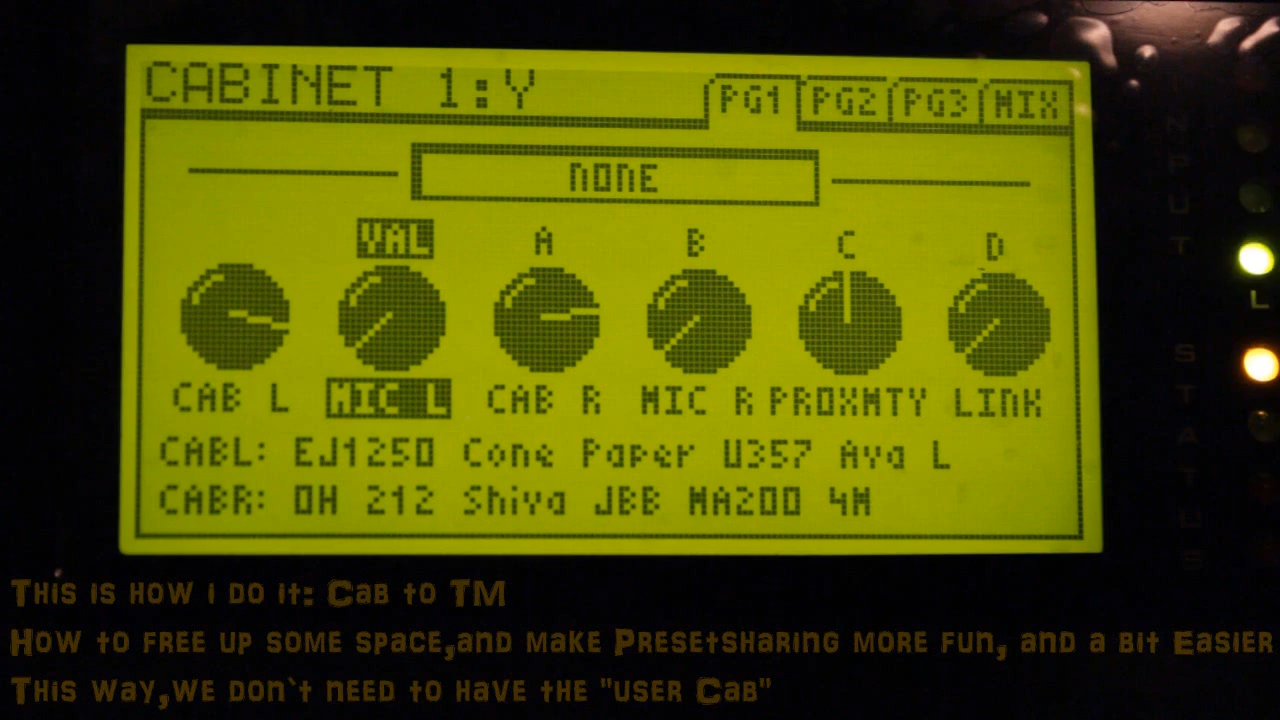 CABINET 1:Y
PG1 PG2 PG3 MIX
NONE
VAL A B C D
CAB L MIC L CAB R MIC R PROXMTY LINK
CABL: EJ1250 Cone Paper U357 Ava L
CABR: OH 212 Shiva JBB MA200 4M
INPUT STATUS
L
This is how i do it: Cab to TM
How to free up some space,and make Presetsharing more fun, and a bit Easier
This way,we don`t need to have the "user Cab"